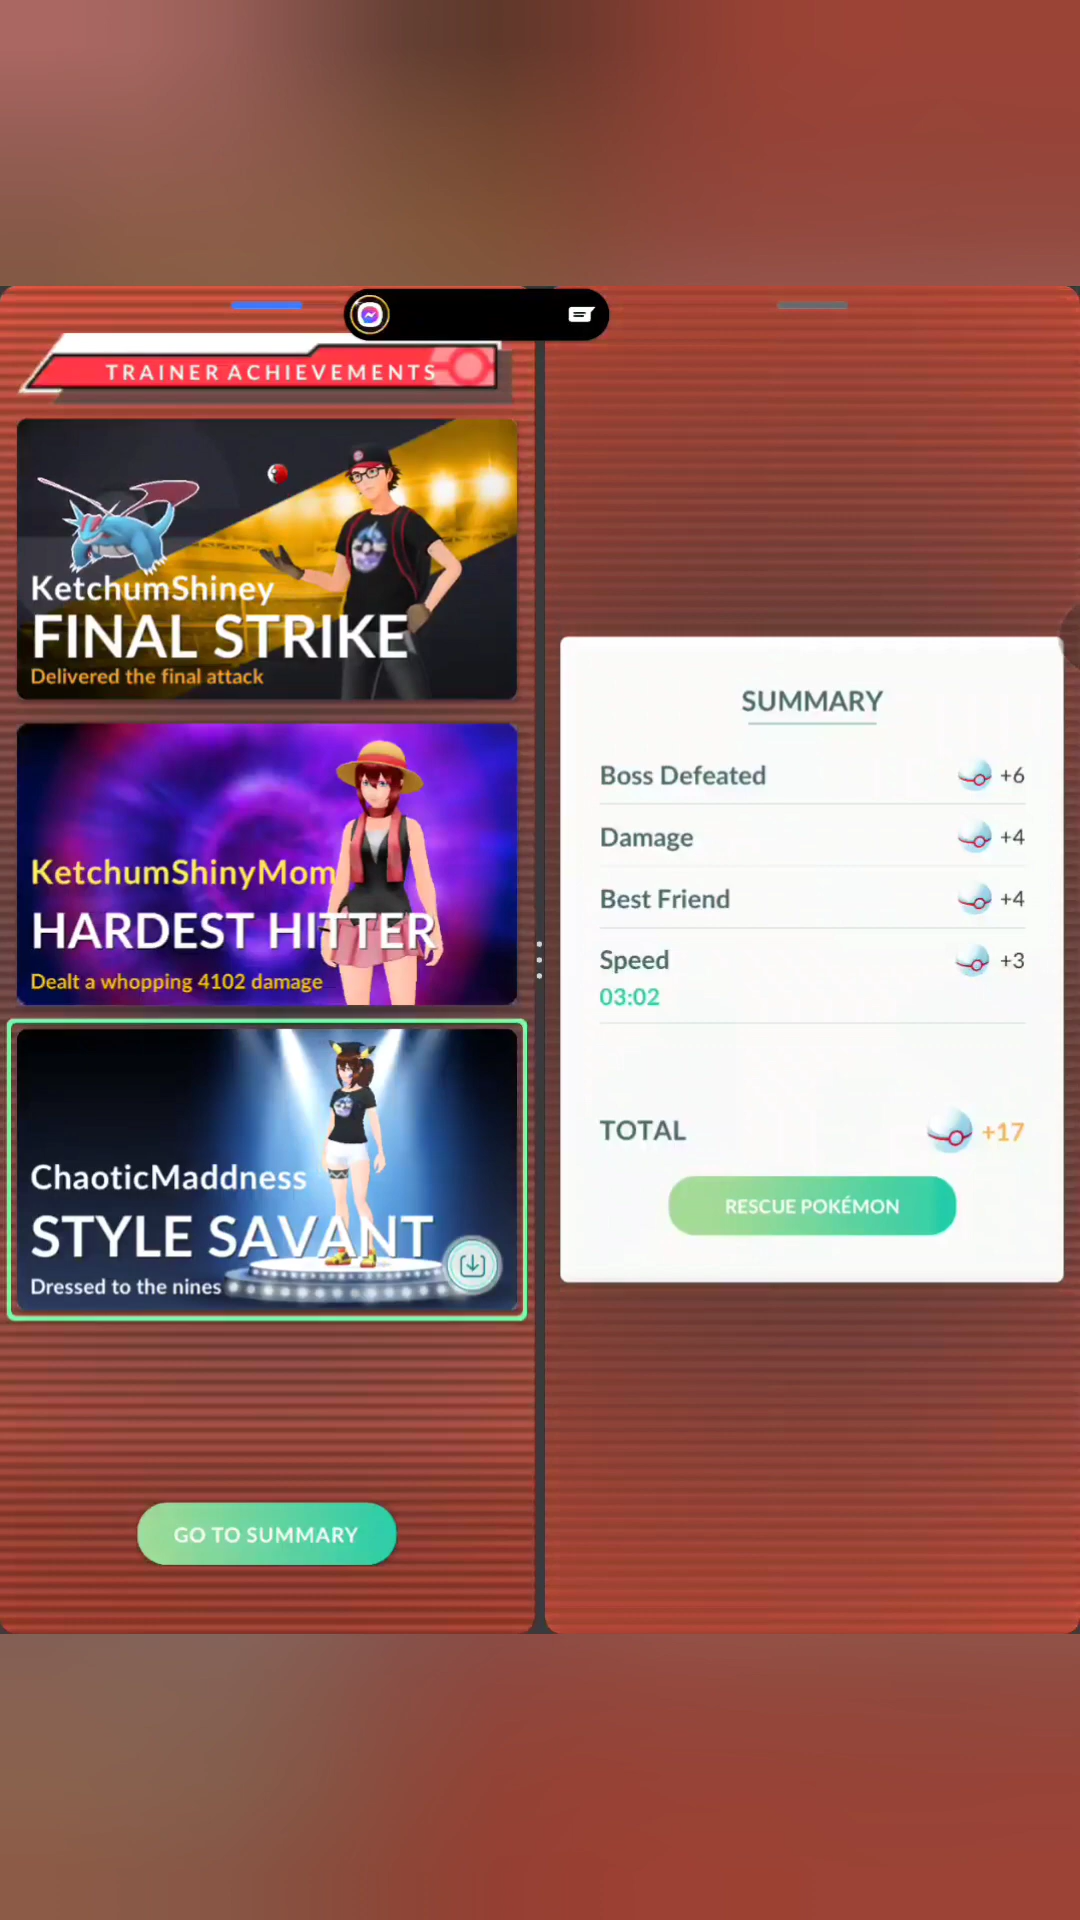 TRAINER ACHIEVEMENTS
KetchumShiney
FINAL STRIKE
Delivered the final attack
KetchumShinyMom
HARDEST HITTER
Dealt a whopping 4102 damage
ChaoticMaddness
STYLE SAVANT
Dressed to the nines
GO TO SUMMARY
SUMMARY
Boss Defeated +6
Damage +4
Best Friend +4
Speed +3
03:02
TOTAL +17
RESCUE POKÉMON